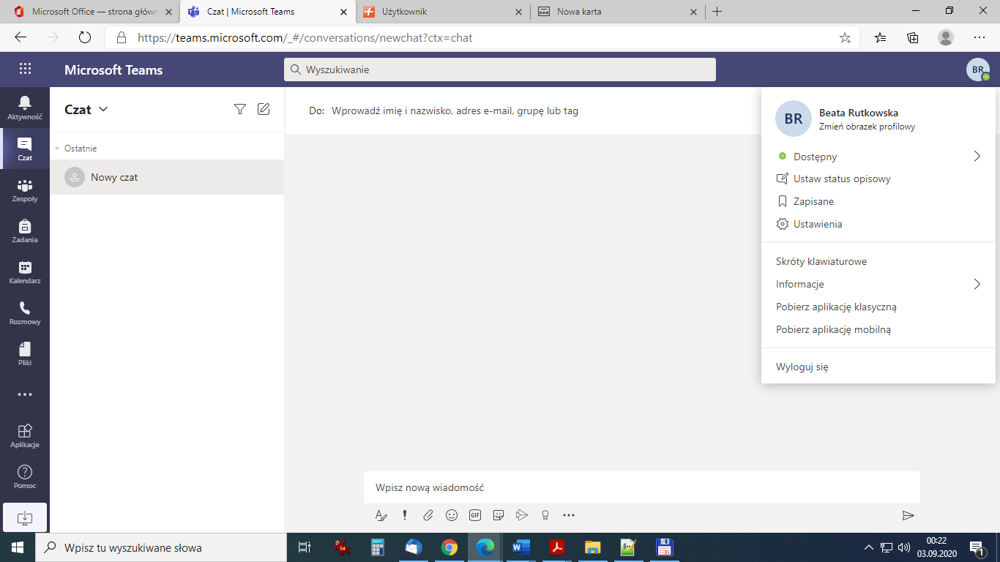 Microsoft Office — strona główn
Czat | Microsoft Teams
Użytkownik
Nowa karta
https://teams.microsoft.com/_#/conversations/newchat?ctx=chat
Microsoft Teams
Wyszukiwanie
BR
Aktywność
Czat
Zespoły
Zadania
Kalendarz
Rozmowy
Pliki
Aplikacje
Pomoc
Czat
Ostatnie
Nowy czat
Do: Wprowadź imię i nazwisko, adres e-mail, grupę lub tag
BR
Beata Rutkowska
Zmień obrazek profilowy
Dostępny
Ustaw status opisowy
Zapisane
Ustawienia
Skróty klawiaturowe
Informacje
Pobierz aplikację klasyczną
Pobierz aplikację mobilną
Wyloguj się
Wpisz nową wiadomość
GIF
Wpisz tu wyszukiwane słowa
64
00:22
03.09.2020
1